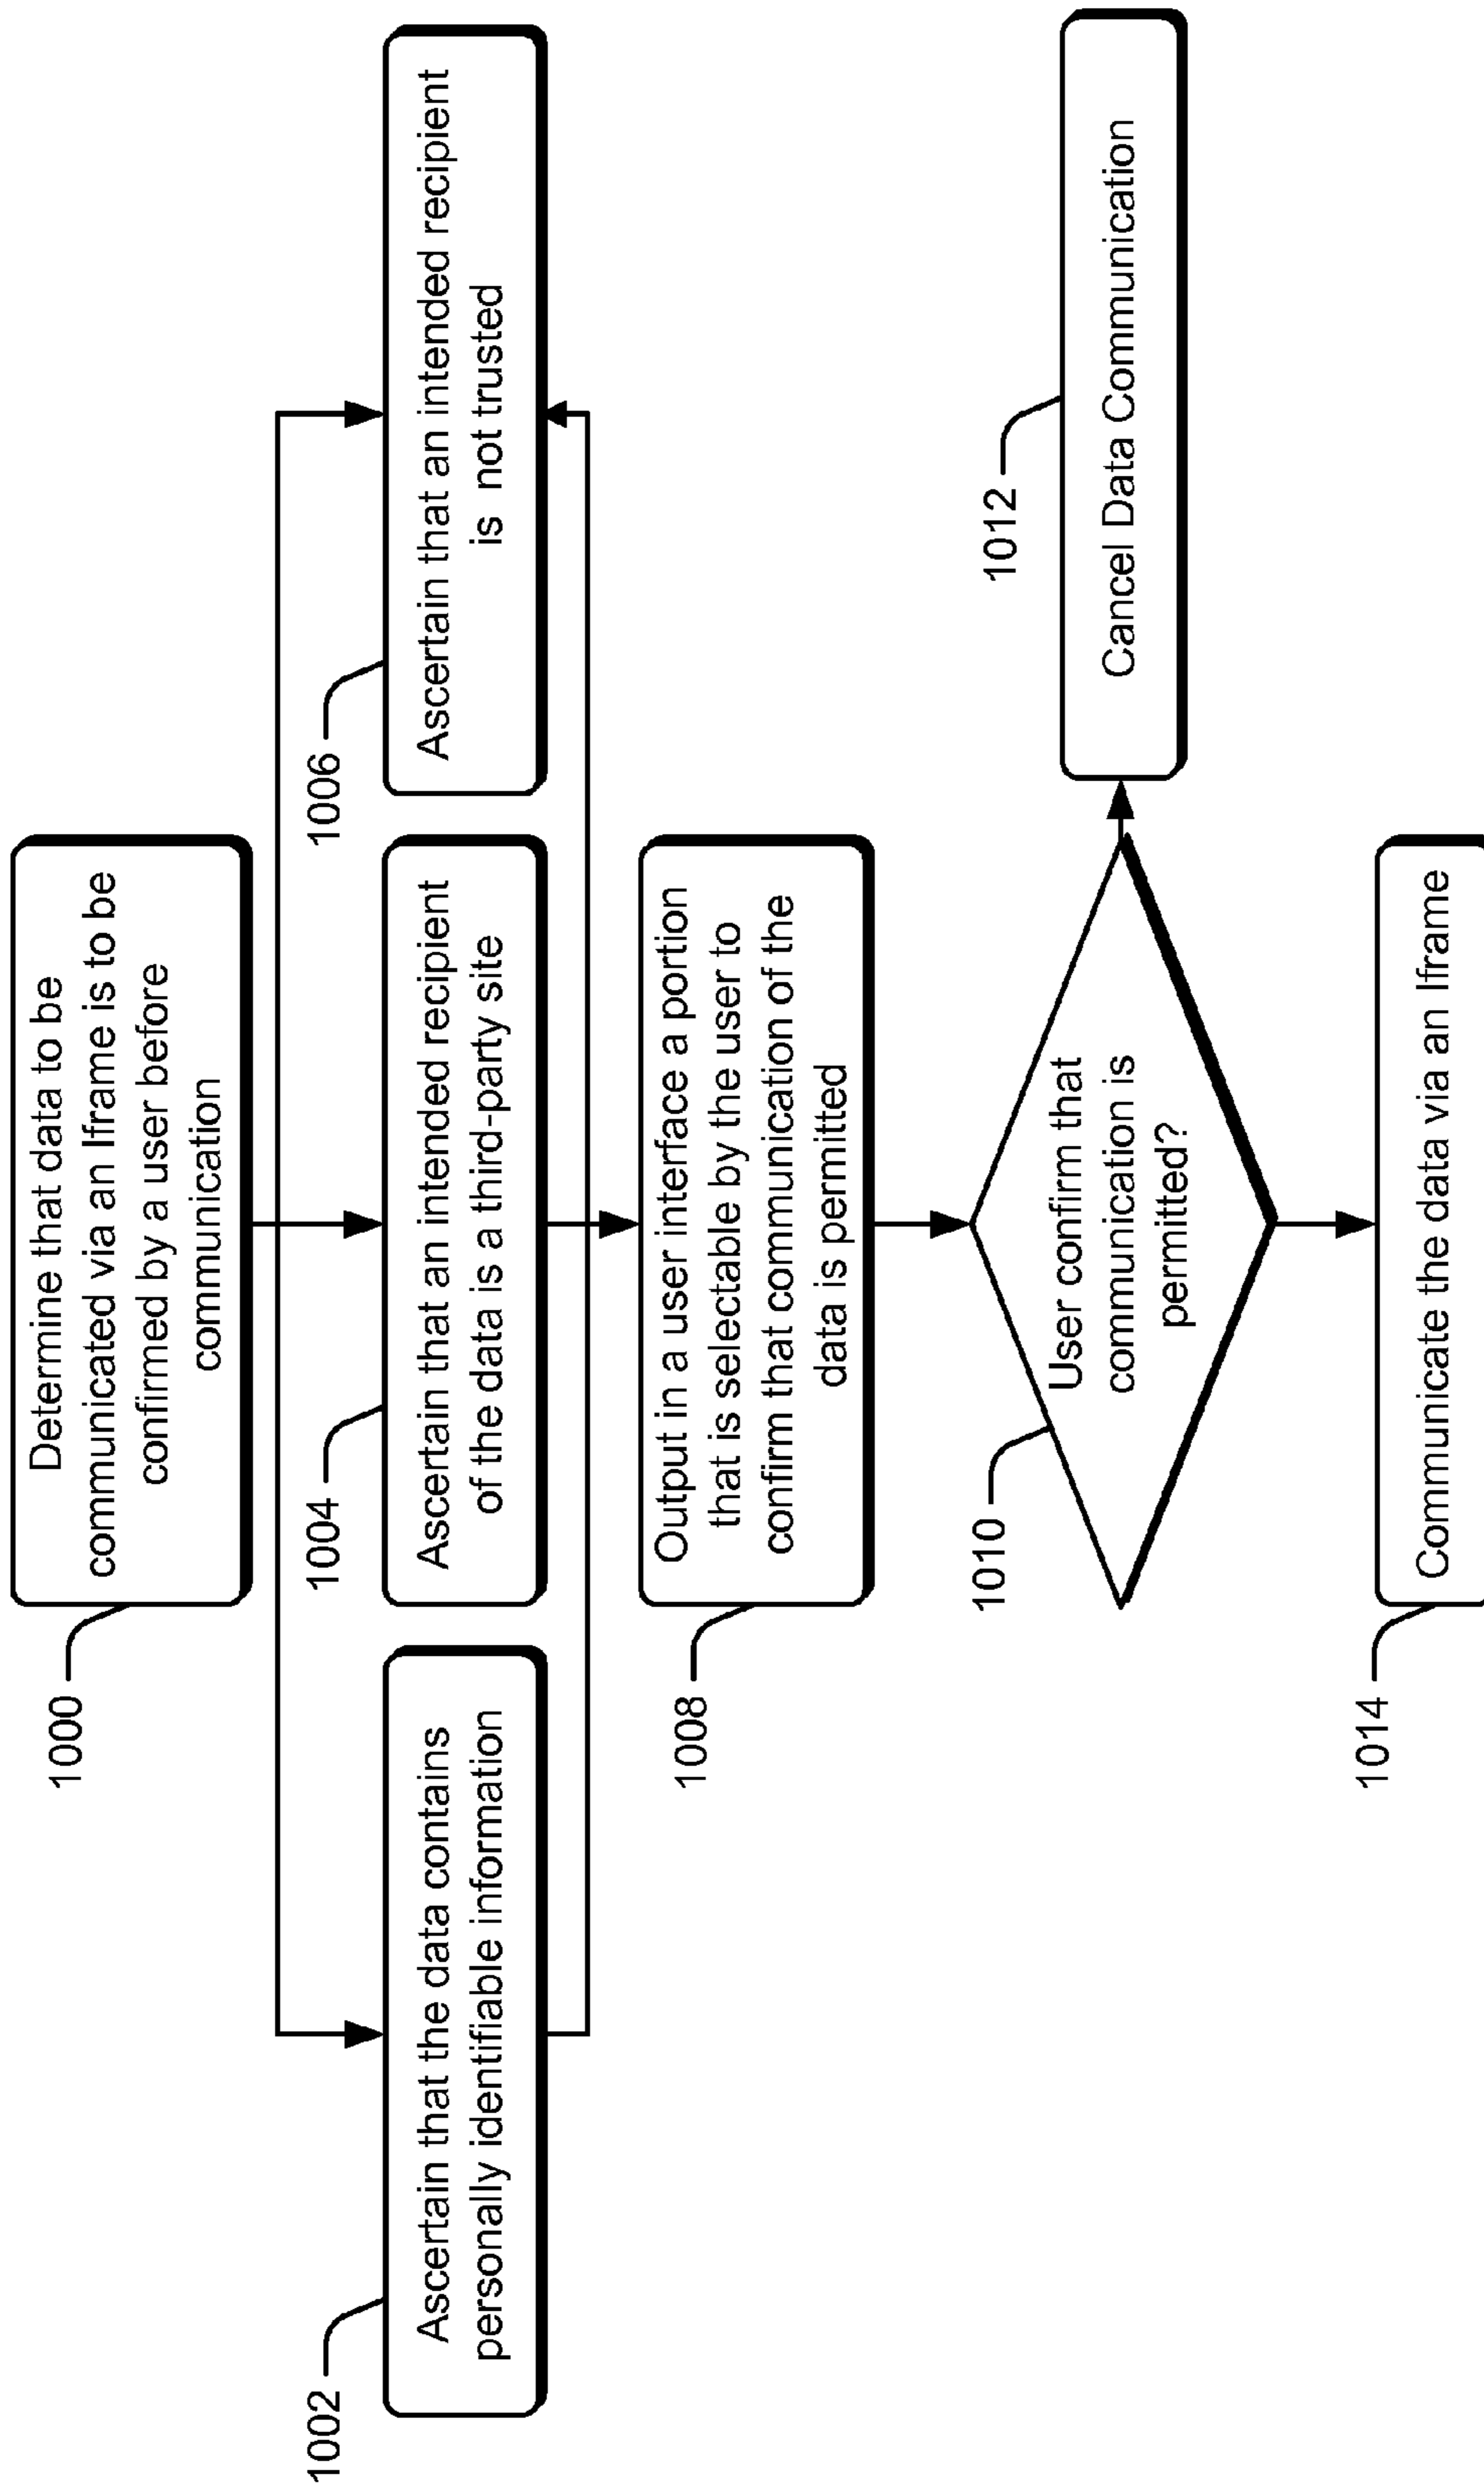 1000
Determine that data to be
communicated via an Iframe is to be
confirmed by a user before
communication
1002
Ascertain that the data contains
personally identifiable information
1004
Ascertain that an intended recipient
of the data is a third-party site
1006
Ascertain that an intended recipient
is not trusted
1008
Output in a user interface a portion
that is selectable by the user to
confirm that communication of the
data is permitted
1010
User confirm that
communication is
permitted?
1012
Cancel Data Communication
1014
Communicate the data via an Iframe